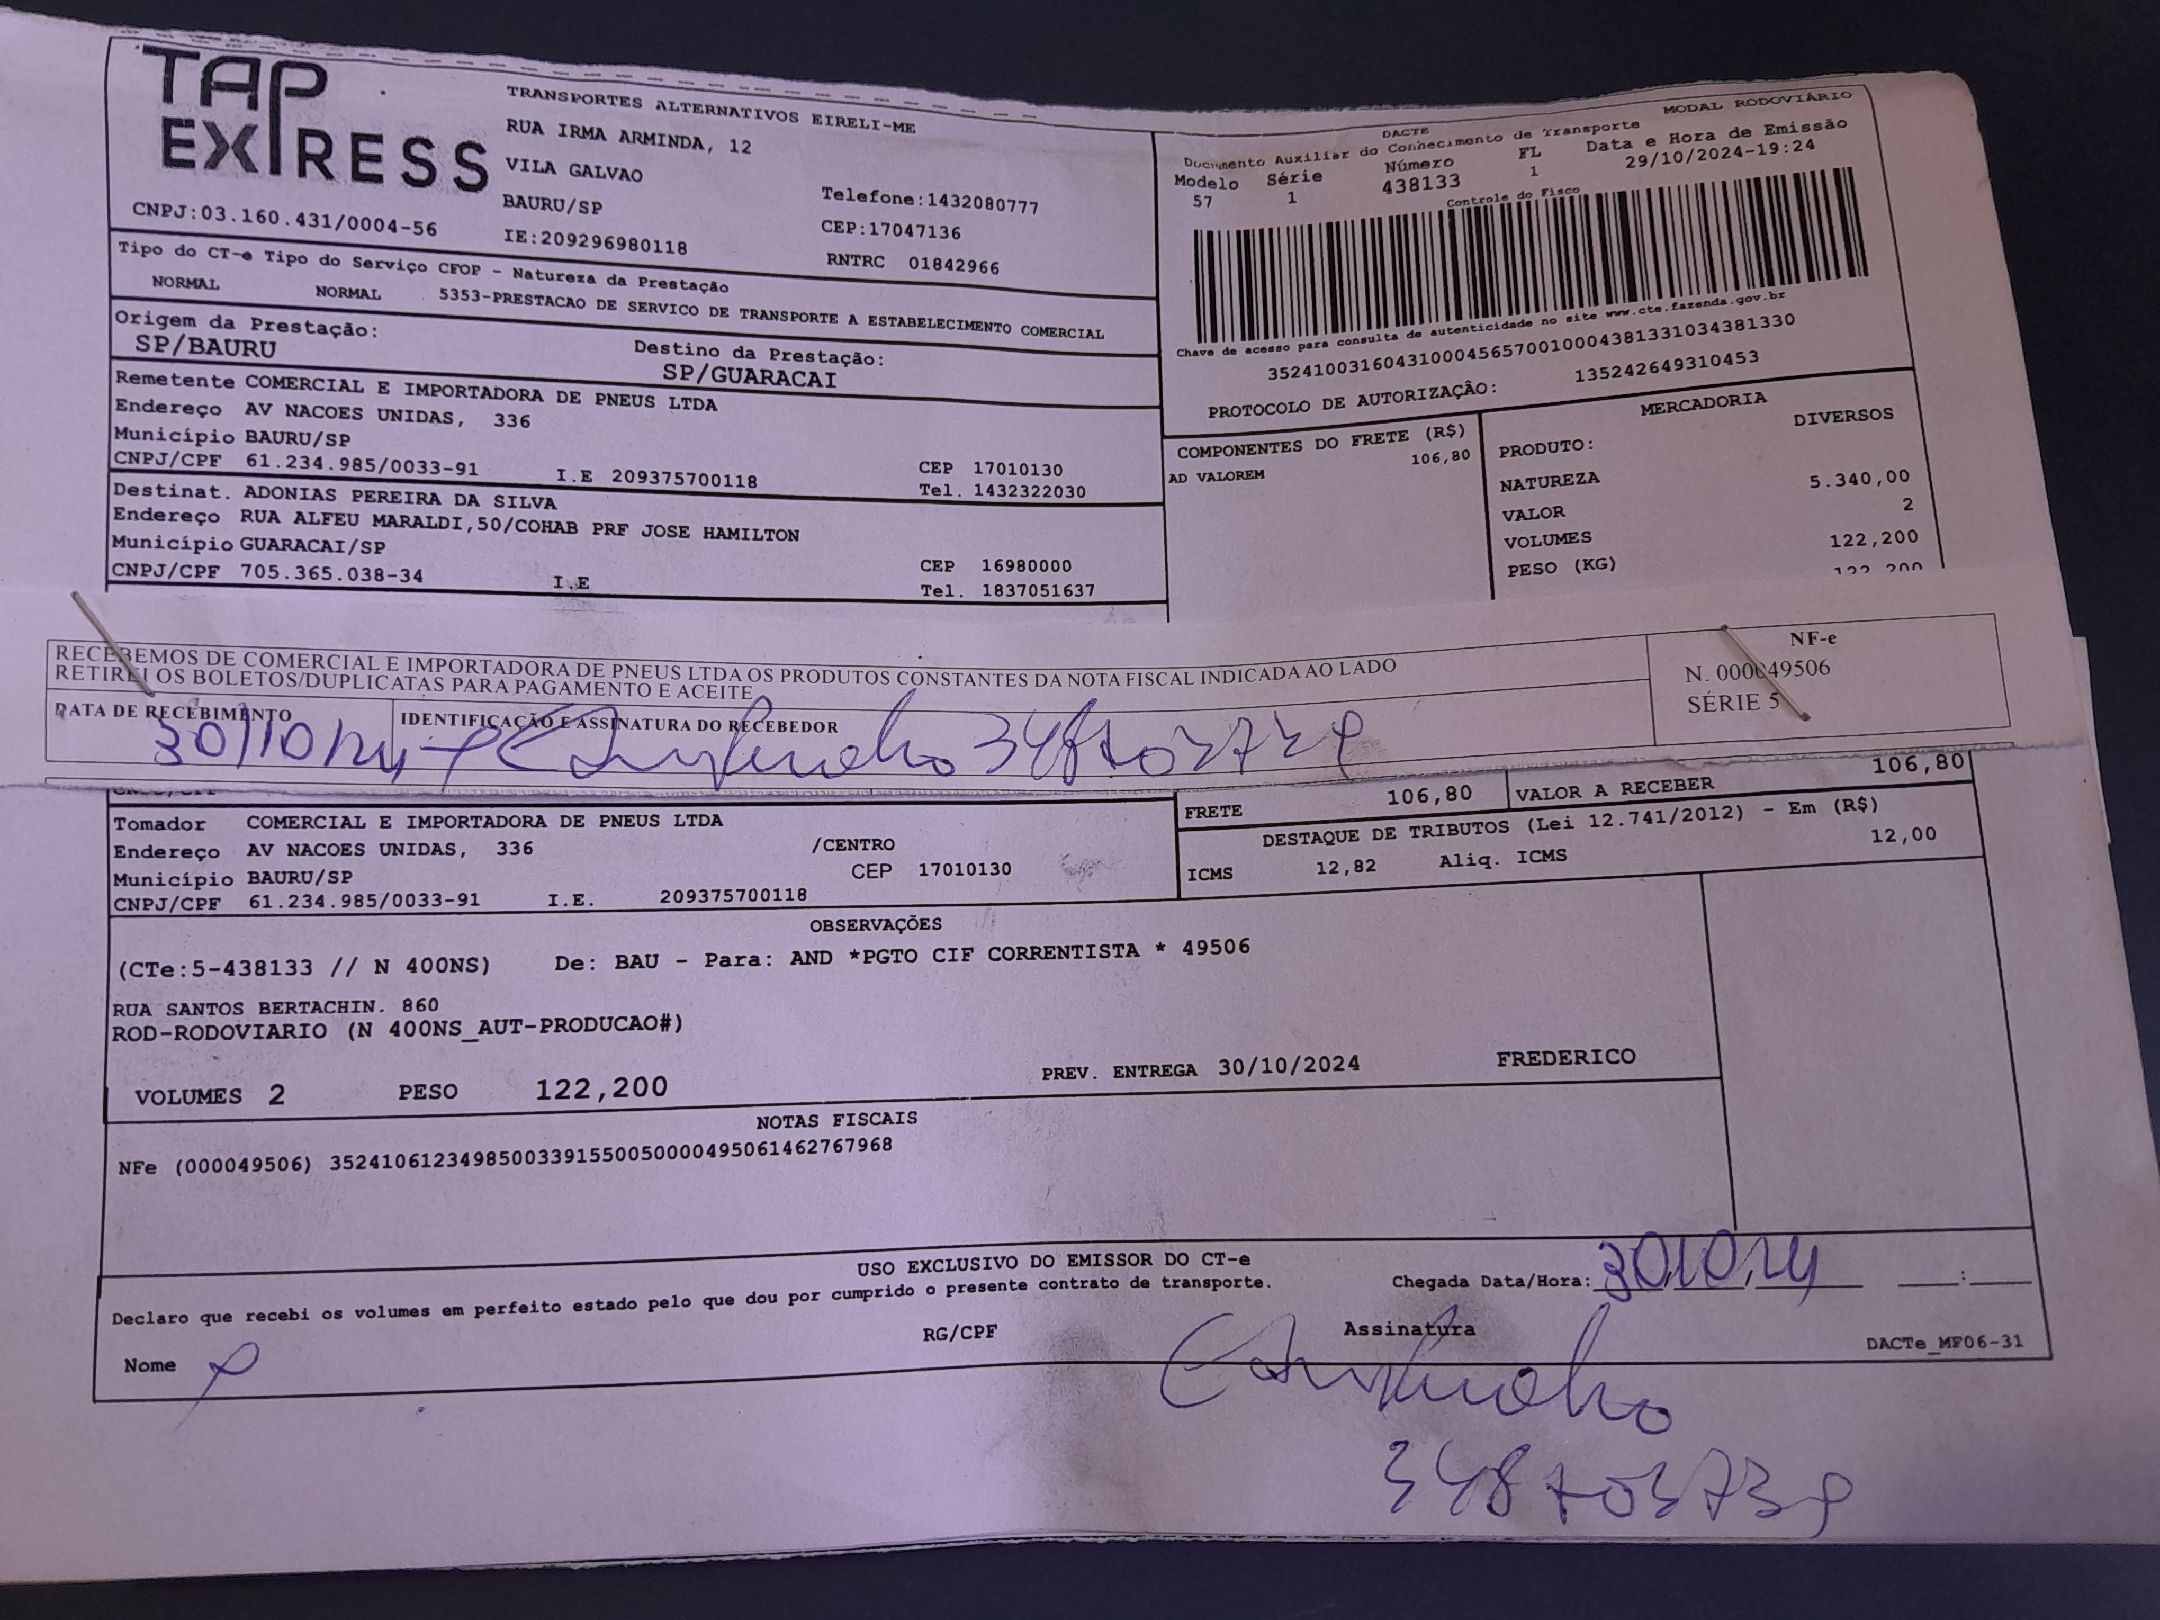 TAP
EXPRESS
CNPJ:03.160.431/0004-56
TRANSPORTES ALTERNATIVOS EIRELI-ME
RUA IRMA ARMINDA, 12
VILA GALVAO
BAURU/SP Telefone:1432080777
CEP:17047136
IE:209296980118 RNTRC 01842966
Tipo do CT-e Tipo do Serviço CFOP - Natureza da Prestação
NORMAL NORMAL 5353-PRESTACAO DE SERVICO DE TRANSPORTE A ESTABELECIMENTO COMERCIAL
Origem da Prestação: Destino da Prestação:
SP/BAURU SP/GUARACAI
Remetente COMERCIAL E IMPORTADORA DE PNEUS LTDA
Endereço AV NACOES UNIDAS, 336
Município BAURU/SP CEP 17010130
CNPJ/CPF 61.234.985/0033-91 I.E 209375700118 Tel. 1432322030
Destinat. ADONIAS PEREIRA DA SILVA
Endereço RUA ALFEU MARALDI,50/COHAB PRF JOSE HAMILTON
Município GUARACAI/SP CEP 16980000
CNPJ/CPF 705.365.038-34 I.E Tel. 1837051637
DACTE MODAL RODOVIÁRIO
Documento Auxiliar do Conhecimento de Transporte
Modelo Série Número FL Data e Hora de Emissão
57 1 438133 1 29/10/2024-19:24
Controle do Fisco
Chave de acesso para consulta de autenticidade no site www.cte.fazenda.gov.br
35241003160431000456570010004381331034381330
PROTOCOLO DE AUTORIZAÇÃO: 135242649310453
COMPONENTES DO FRETE (R$)
AD VALOREM 106,80
MERCADORIA
PRODUTO: DIVERSOS
NATUREZA
VALOR 5.340,00
VOLUMES 2
PESO (KG) 122,200
122,200
RECEBEMOS DE COMERCIAL E IMPORTADORA DE PNEUS LTDA OS PRODUTOS CONSTANTES DA NOTA FISCAL INDICADA AO LADO
RETIREI OS BOLETOS/DUPLICATAS PARA PAGAMENTO E ACEITE
DATA DE RECEBIMENTO IDENTIFICAÇÃO E ASSINATURA DO RECEBEDOR
30/10/24
NF-e
N. 000049506
SÉRIE 5
Tomador COMERCIAL E IMPORTADORA DE PNEUS LTDA
Endereço AV NACOES UNIDAS, 336 /CENTRO
Município BAURU/SP CEP 17010130
CNPJ/CPF 61.234.985/0033-91 I.E. 209375700118
FRETE 106,80 VALOR A RECEBER 106,80
DESTAQUE DE TRIBUTOS (Lei 12.741/2012) - Em (R$)
ICMS 12,82 Aliq. ICMS 12,00
OBSERVAÇÕES
(CTe:5-438133 // N 400NS) De: BAU - Para: AND *PGTO CIF CORRENTISTA * 49506
RUA SANTOS BERTACHIN. 860
ROD-RODOVIARIO (N 400NS_AUT-PRODUCAO#)
VOLUMES 2 PESO 122,200 PREV. ENTREGA 30/10/2024 FREDERICO
NOTAS FISCAIS
NFe (000049506) 35241061234985003391550050000495061462767968
USO EXCLUSIVO DO EMISSOR DO CT-e
Declaro que recebi os volumes em perfeito estado pelo que dou por cumprido o presente contrato de transporte. Chegada Data/Hora: 30/10/24 :
Nome RG/CPF Assinatura
DACTe_MF06-31